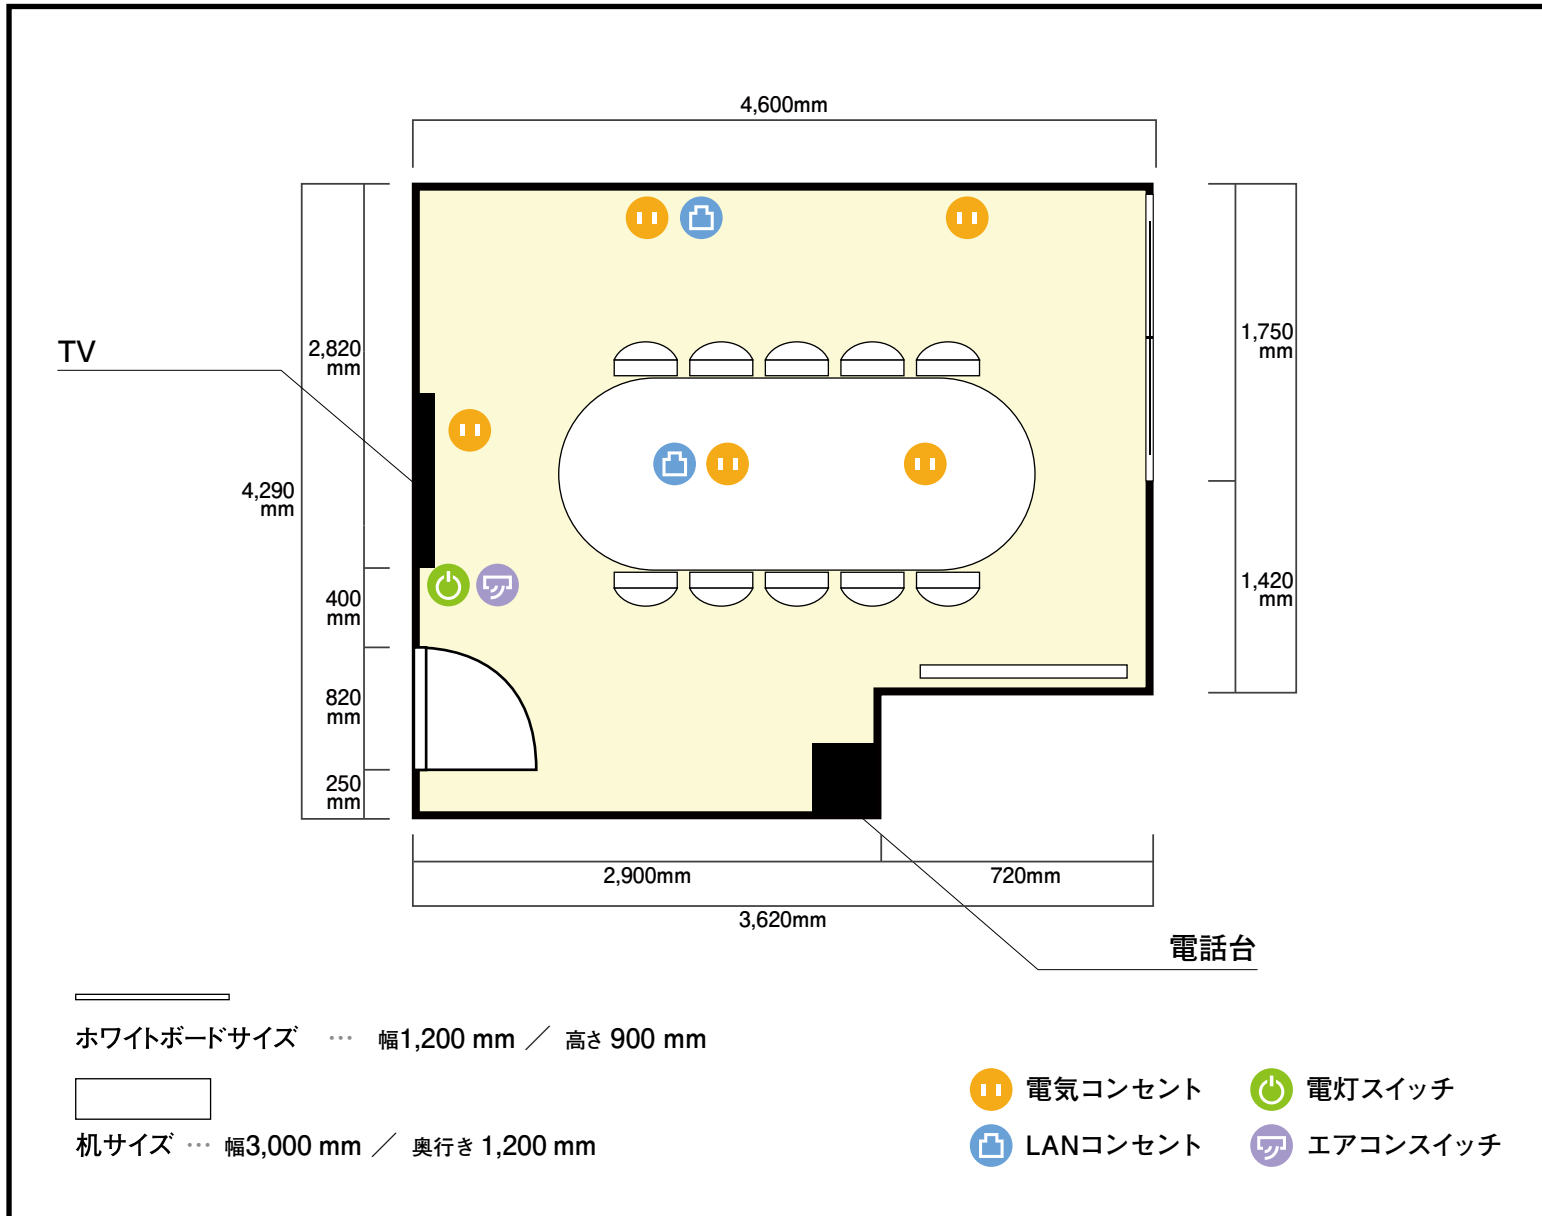 4,600mm
2,820
mm
TV
1,750
mm
4,290
mm
400
mm
1,420
mm
820
mm
250
mm
2,900mm
720mm
3,620mm
電話台
ホワイトボードサイズ … 幅1,200 mm ／ 高さ 900 mm
机サイズ … 幅3,000 mm ／ 奥行き 1,200 mm
電気コンセント
電灯スイッチ
LANコンセント
エアコンスイッチ